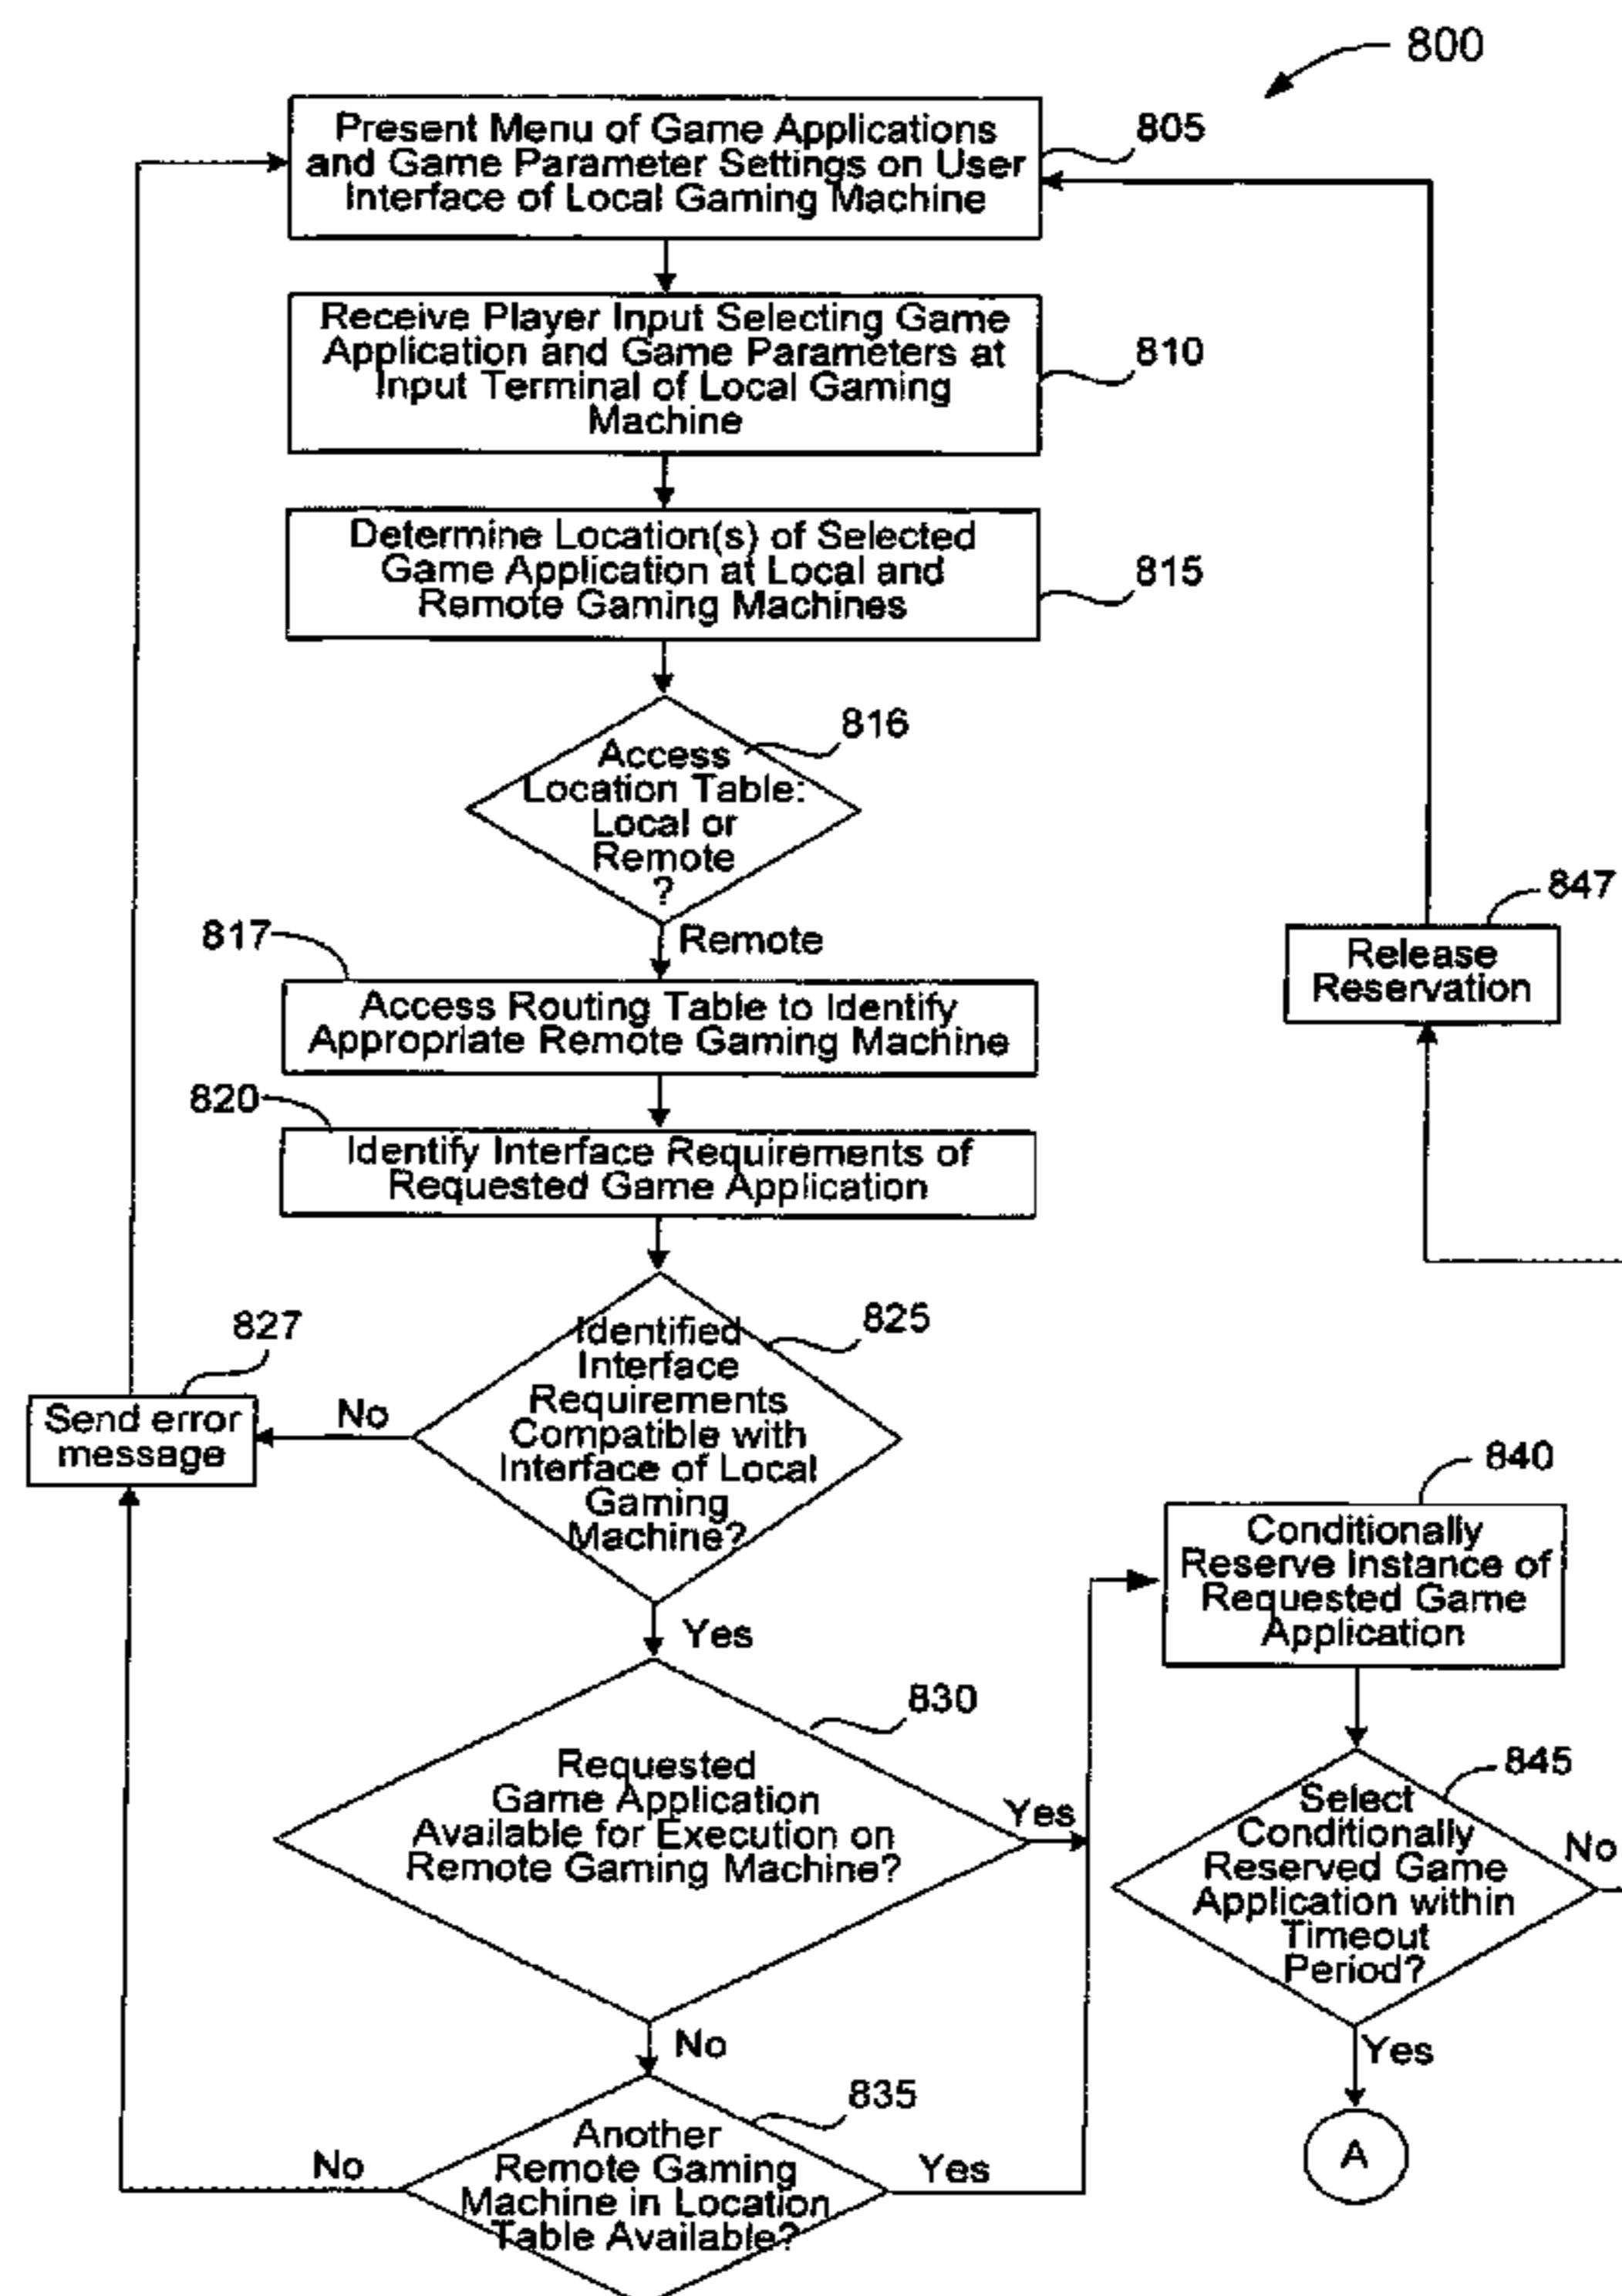 800
Present Menu of Game Applications
and Game Parameter Settings on User
Interface of Local Gaming Machine
805
Receive Player Input Selecting Game
Application and Game Parameters at
Input Terminal of Local Gaming
Machine
810
Determine Location(s) of Selected
Game Application at Local and
Remote Gaming Machines
815
816
Access
Location Table:
Local or
Remote
?
Remote
817
Access Routing Table to Identify
Appropriate Remote Gaming Machine
847
Release
Reservation
820
Identify Interface Requirements of
Requested Game Application
825
Identified
Interface
Requirements
Compatible with
Interface of Local
Gaming
Machine?
No
827
Send error
message
Yes
830
Requested
Game Application
Available for Execution on
Remote Gaming Machine?
Yes
No
835
Another
Remote Gaming
Machine in Location
Table Available?
No
Yes
840
Conditionally
Reserve Instance of
Requested Game
Application
845
Select
Conditionally
Reserved Game
Application within
Timeout
Period?
No
Yes
A